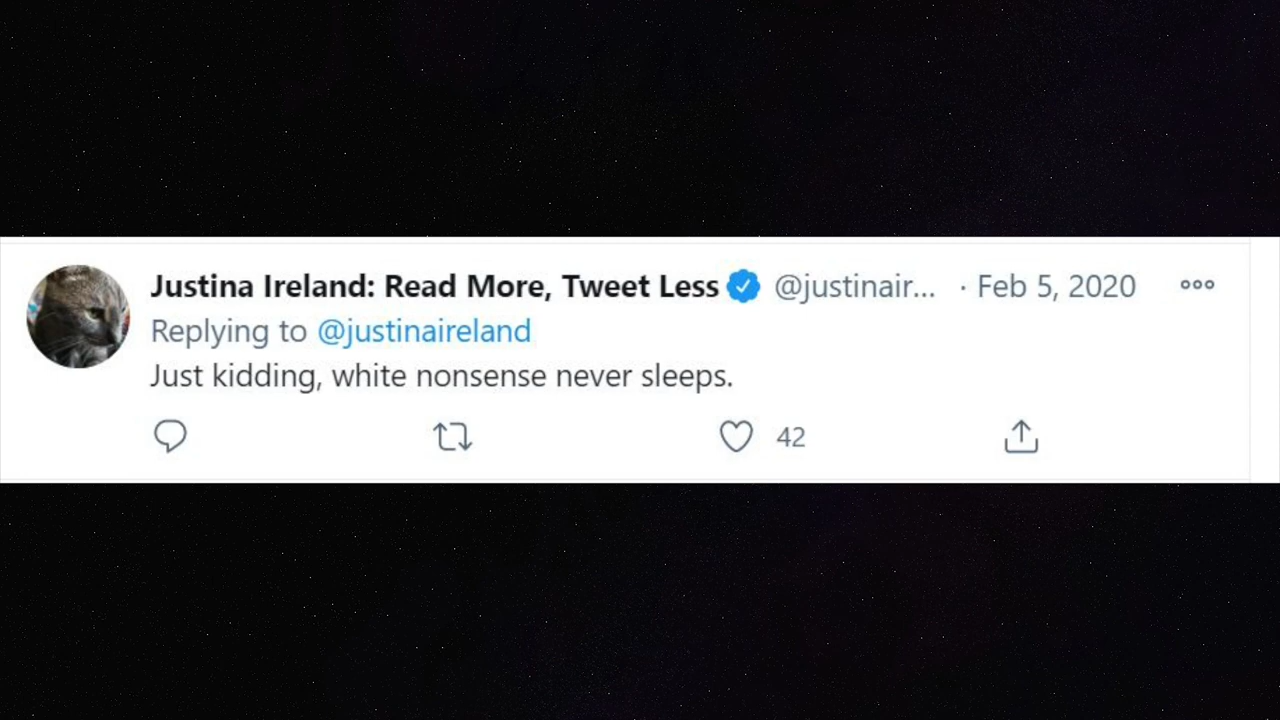 Justina Ireland: Read More, Tweet Less @justinair... · Feb 5, 2020
Replying to @justinaireland
Just kidding, white nonsense never sleeps.
42